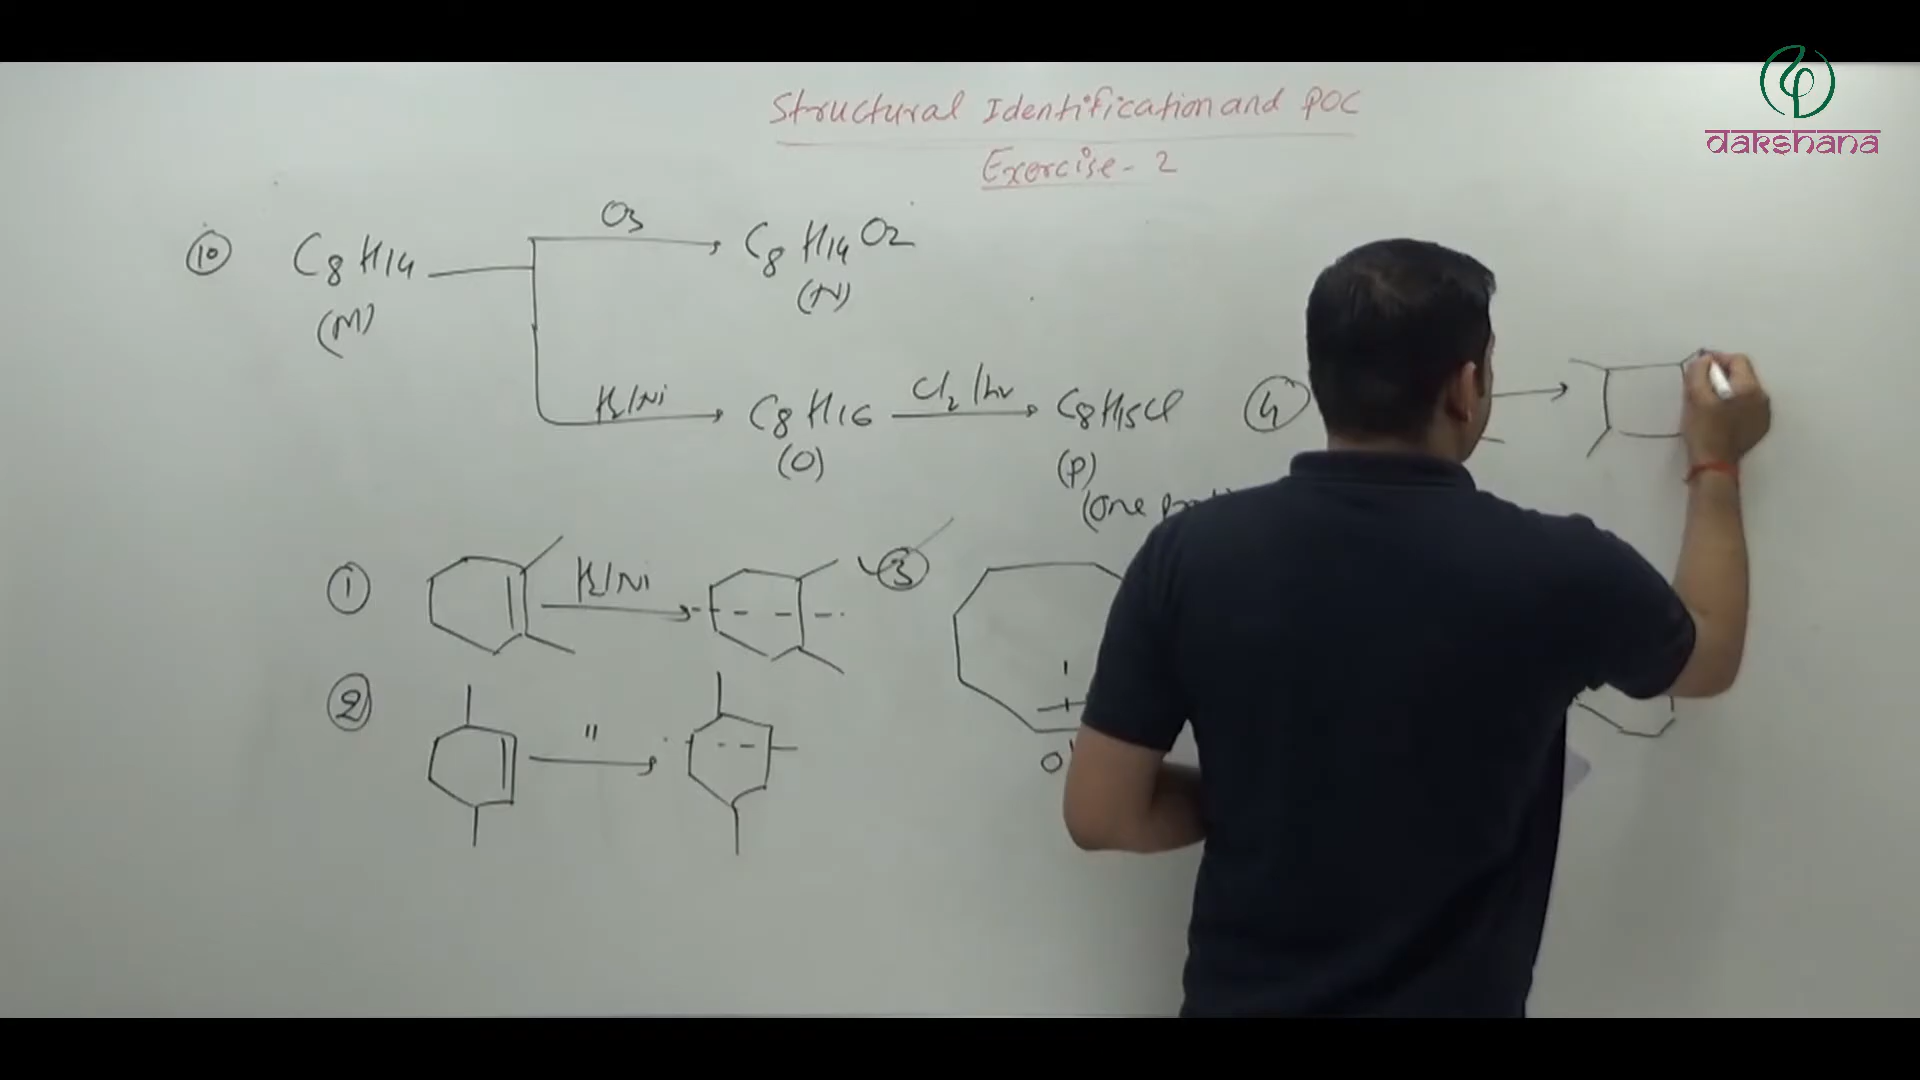 dakshana
Structural Identification and POC
Exercise - 2
10 C8H14 O3 C8H14O2
(M) (N)
H2/Ni C8H16 Cl2/hν C8H15Cl 4
(O) (P)
(One
1 H2/Ni 3
2 "
O